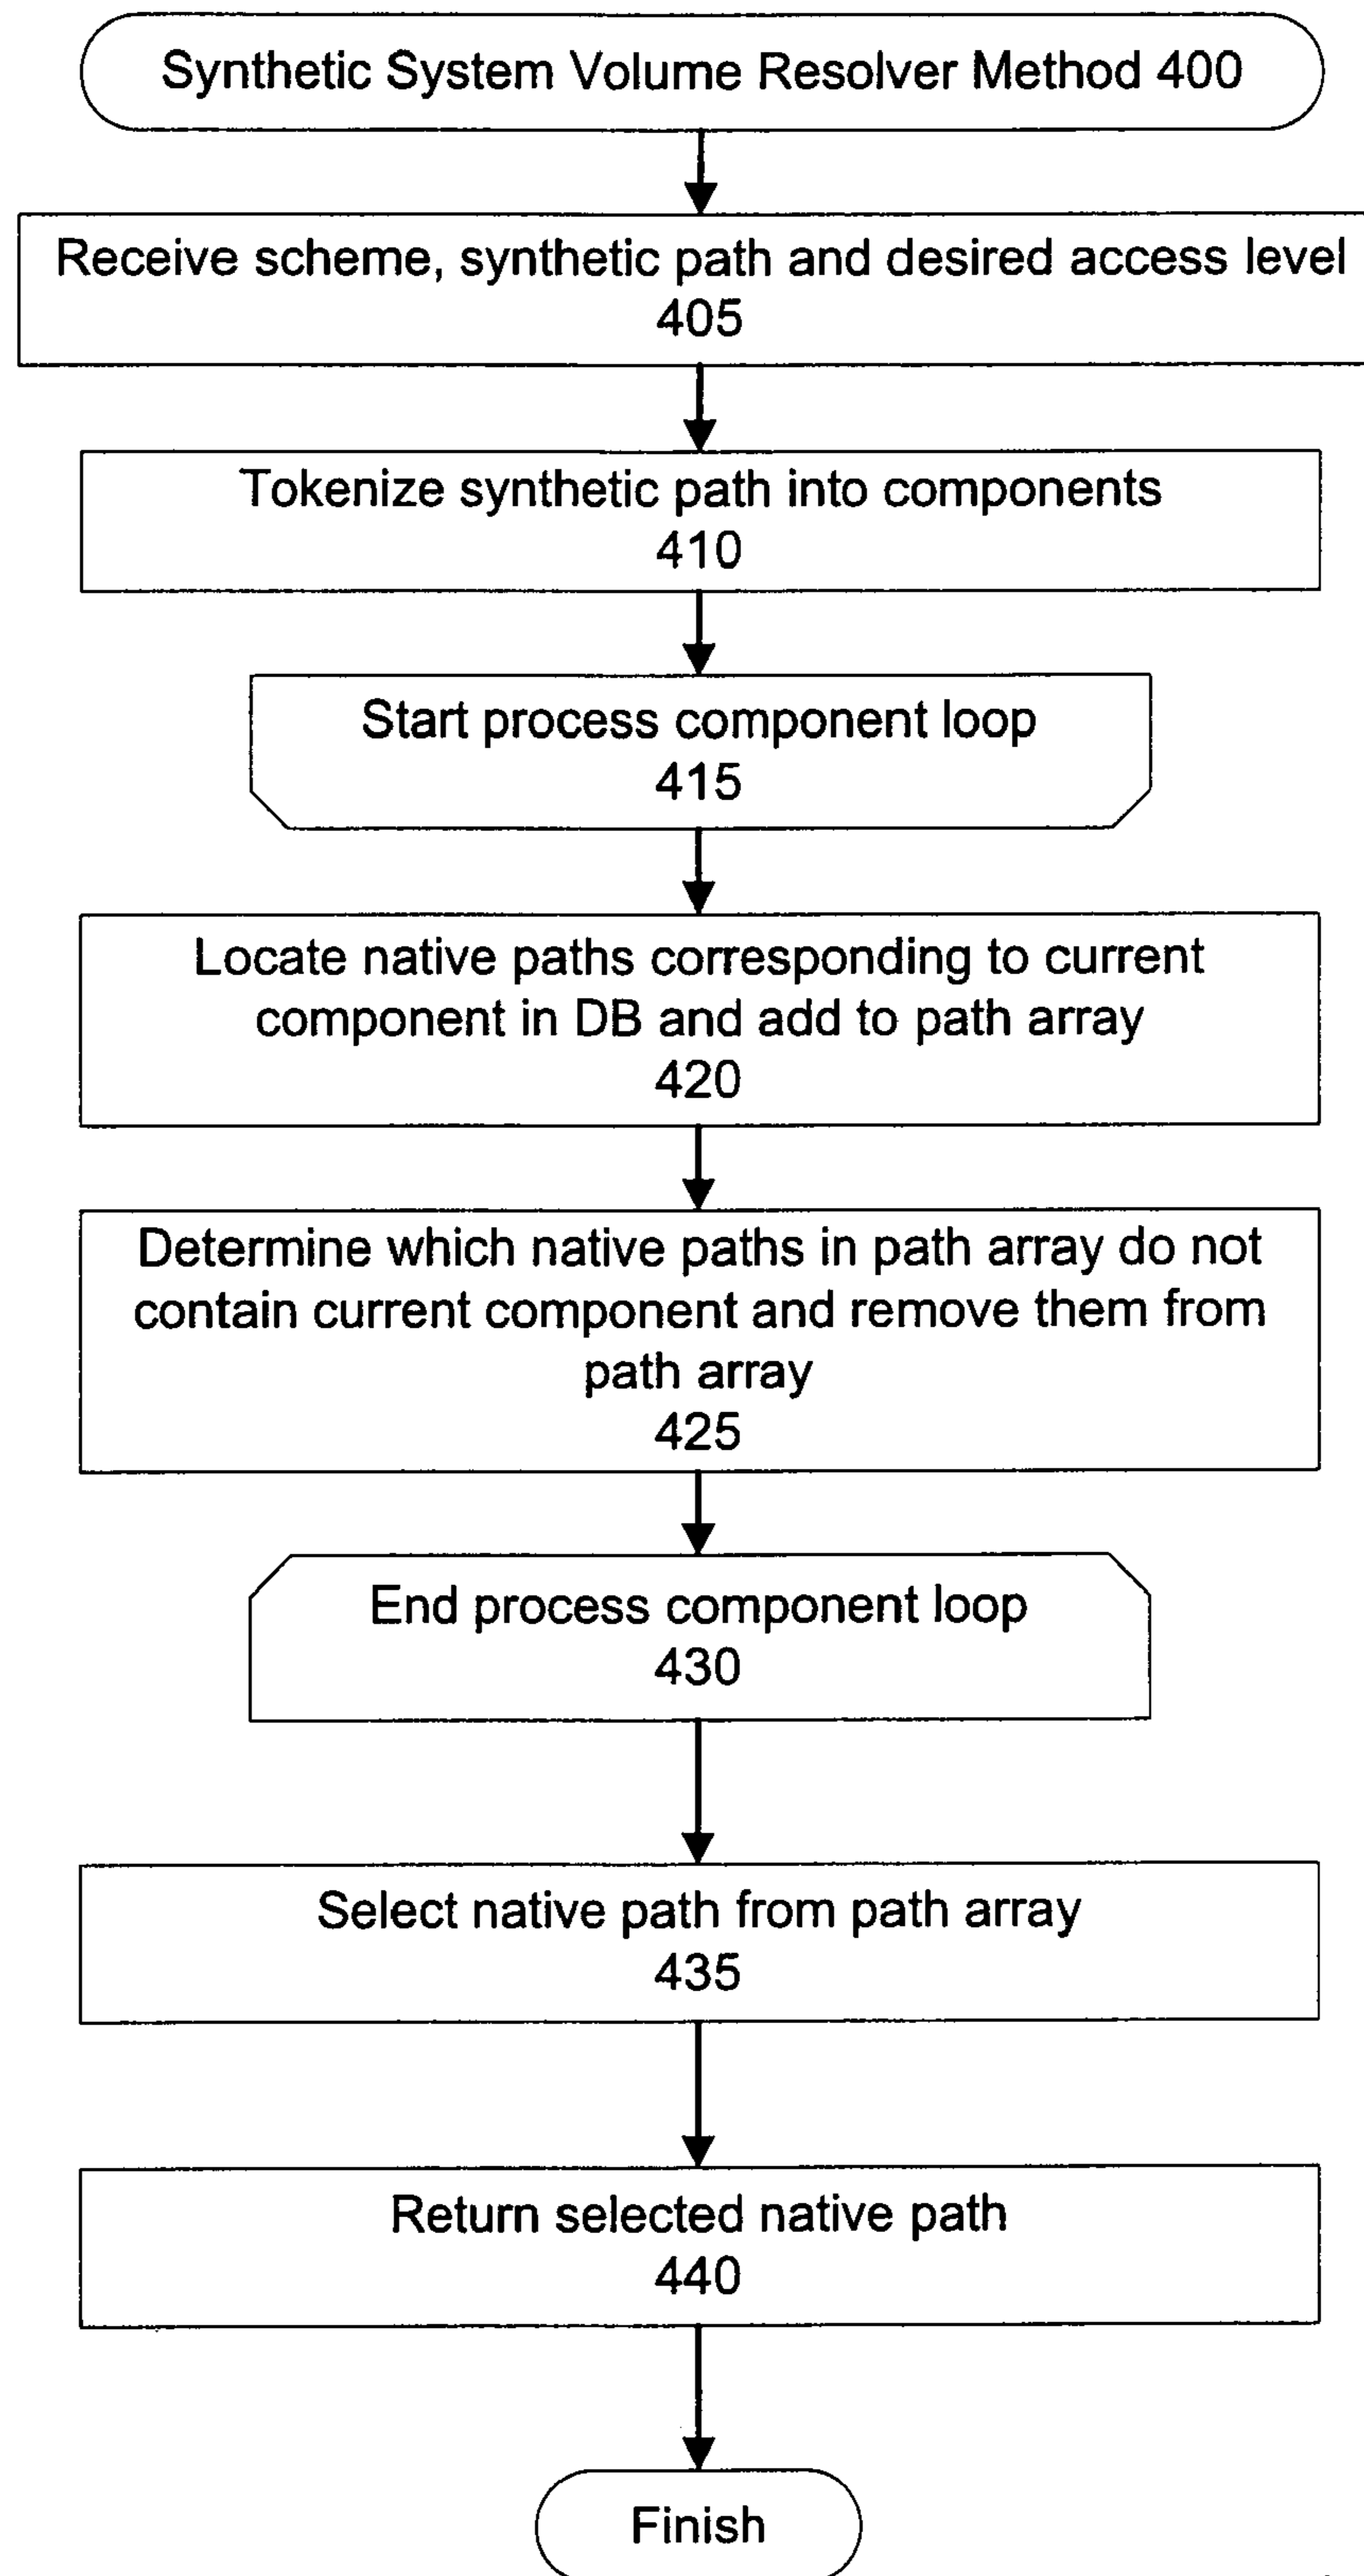 Synthetic System Volume Resolver Method 400
Receive scheme, synthetic path and desired access level
405
Tokenize synthetic path into components
410
Start process component loop
415
Locate native paths corresponding to current
component in DB and add to path array
420
Determine which native paths in path array do not
contain current component and remove them from
path array
425
End process component loop
430
Select native path from path array
435
Return selected native path
440
Finish